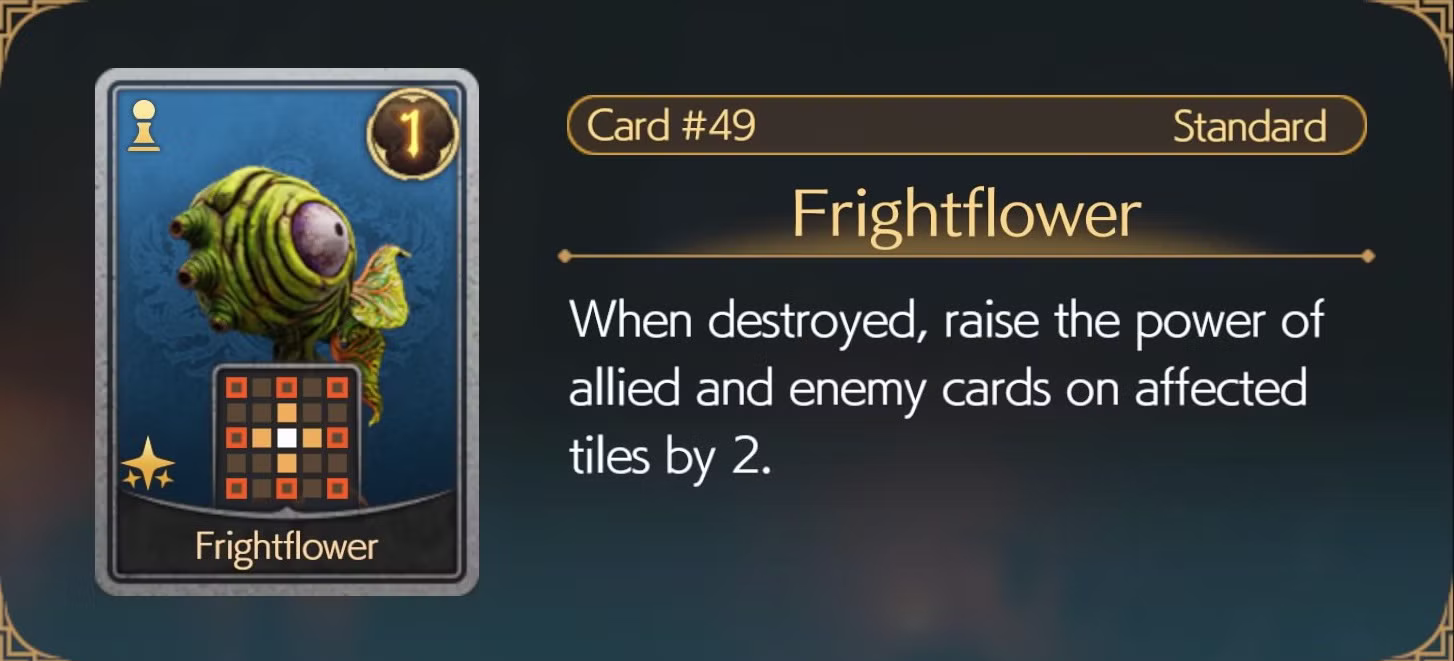 1
Frightflower
Card #49
Standard
Frightflower
When destroyed, raise the power of
allied and enemy cards on affected
tiles by 2.